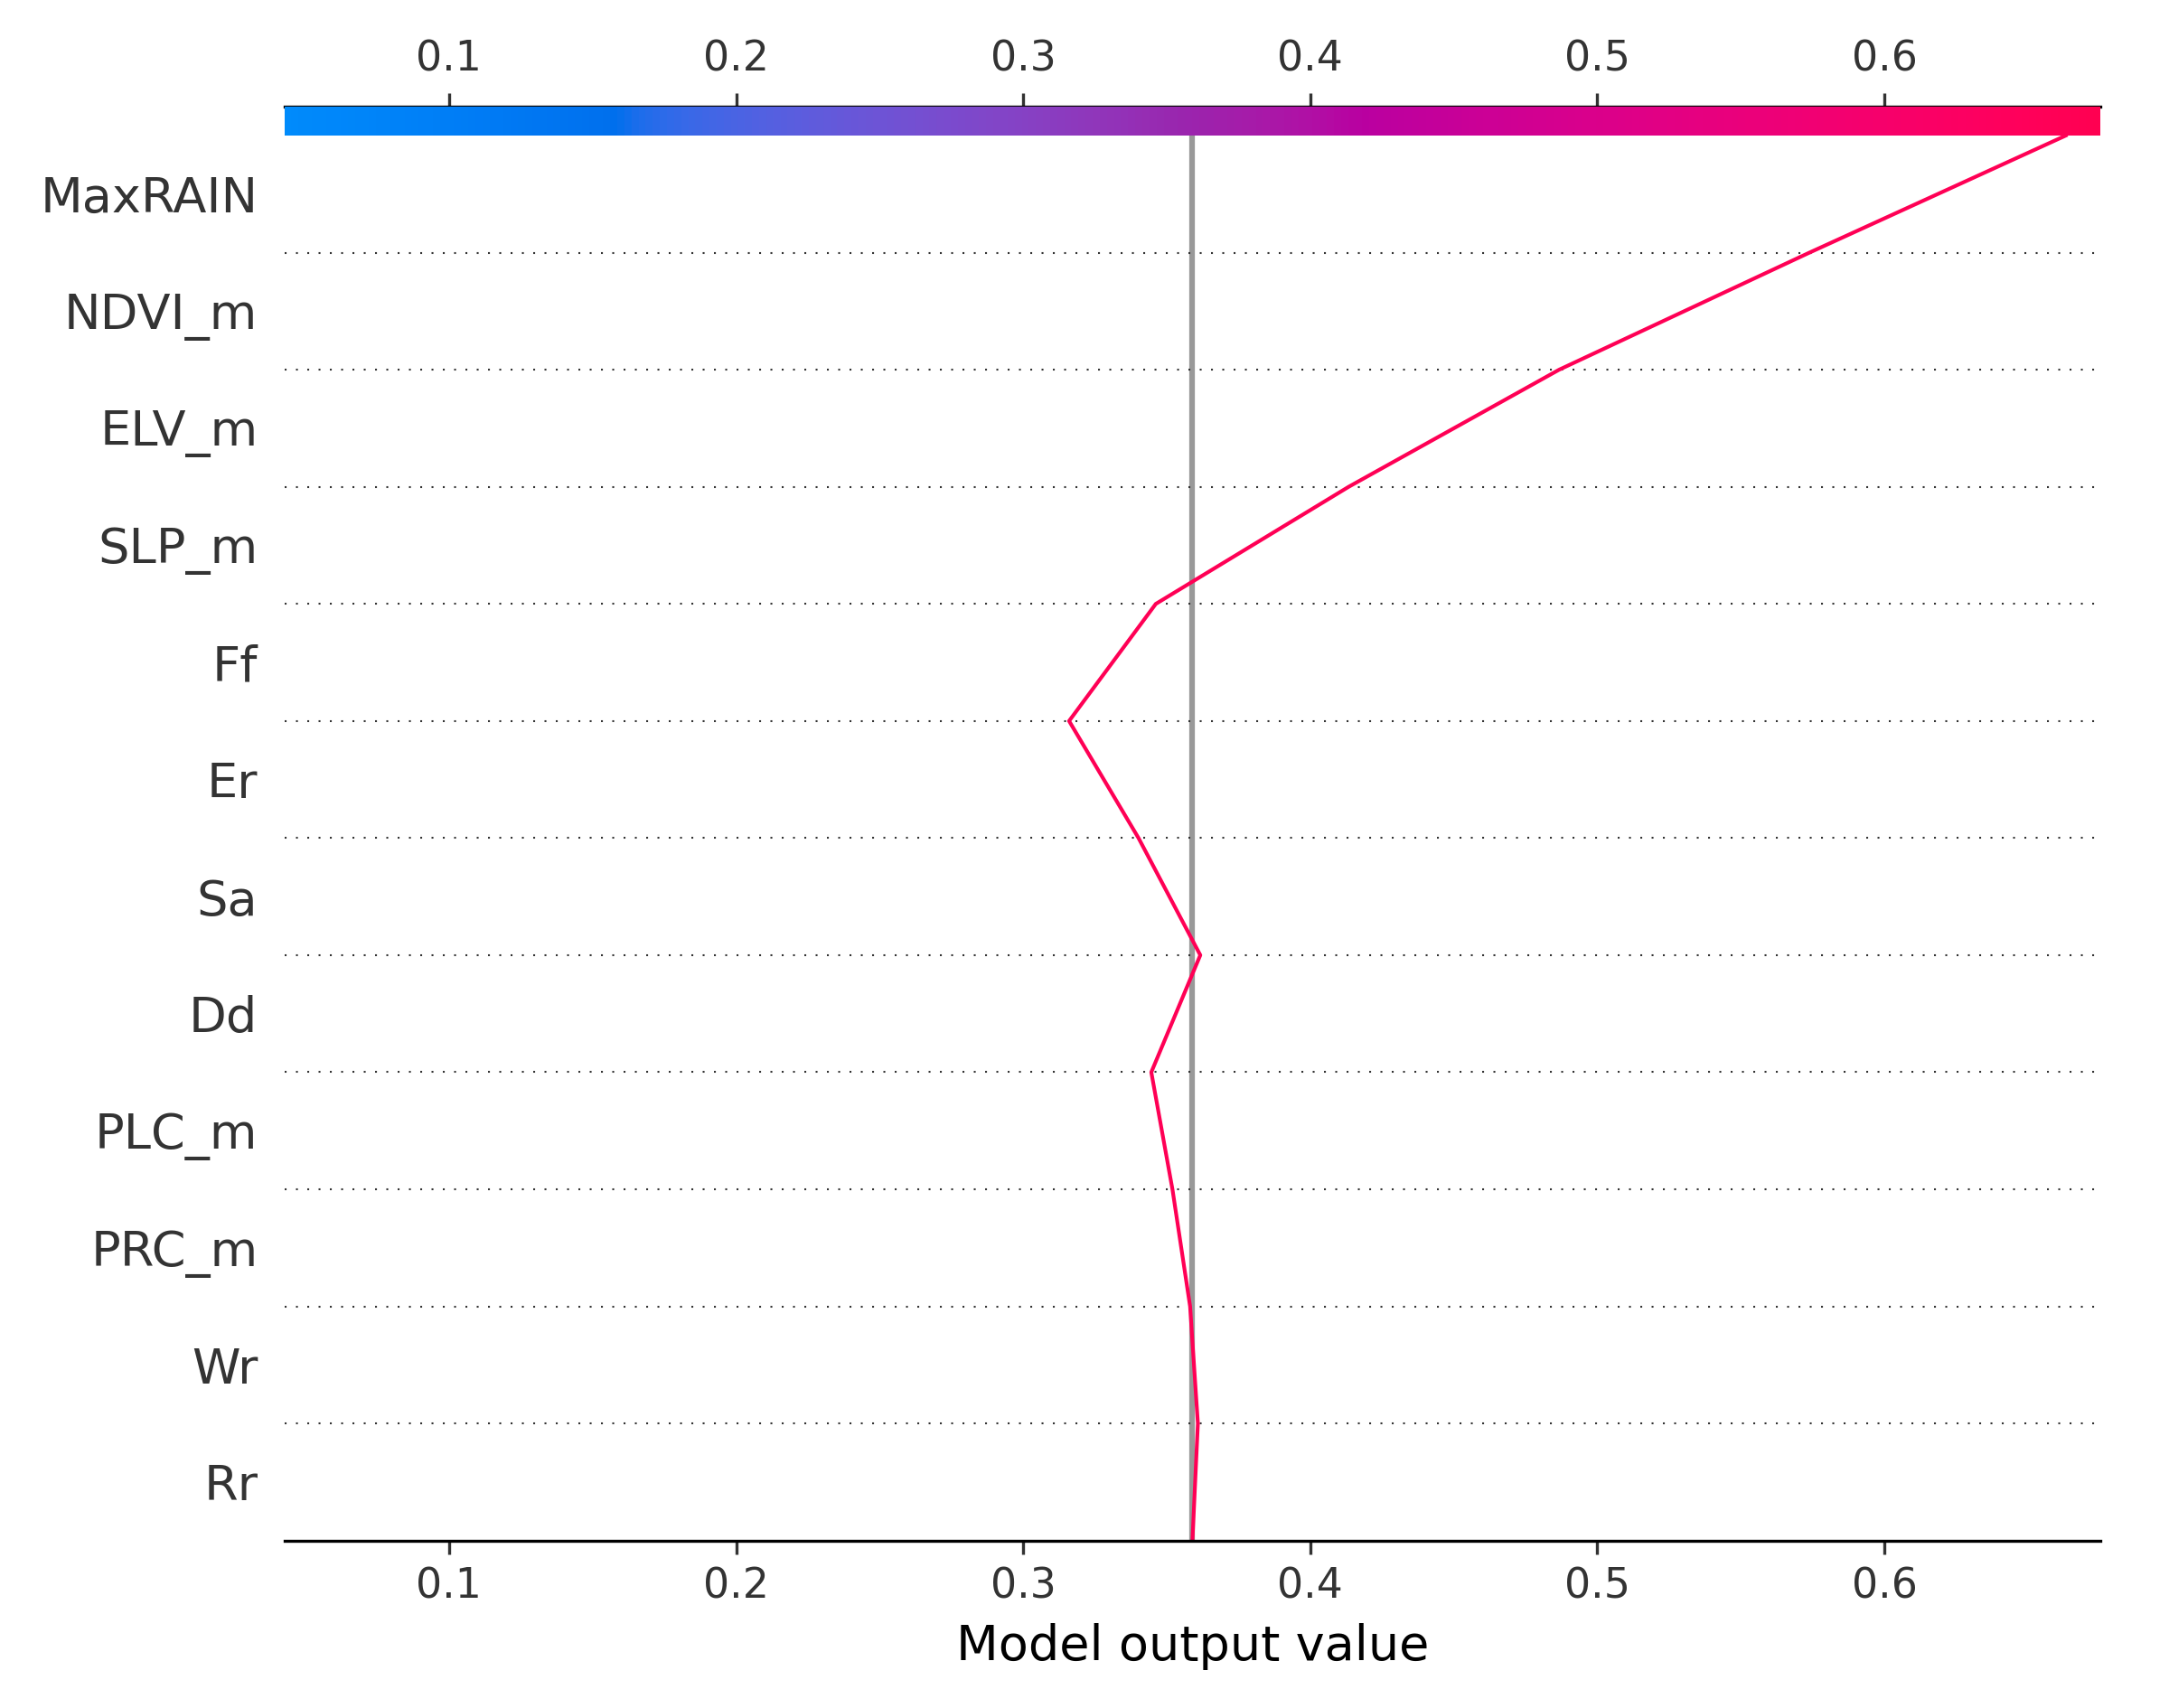 0.1 0.2 0.3 0.4 0.5 0.6
MaxRAIN
NDVI_m
ELV_m
SLP_m
Ff
Er
Sa
Dd
PLC_m
PRC_m
Wr
Rr
0.1 0.2 0.3 0.4 0.5 0.6
Model output value